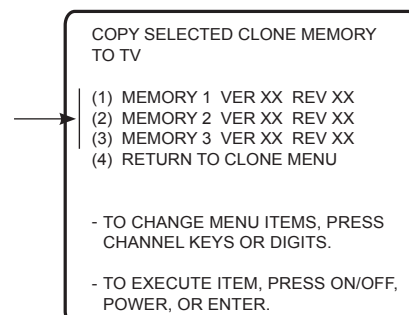 COPY SELECTED CLONE MEMORY
TO TV
(1) MEMORY 1 VER XX REV XX
(2) MEMORY 2 VER XX REV XX
(3) MEMORY 3 VER XX REV XX
(4) RETURN TO CLONE MENU
- TO CHANGE MENU ITEMS, PRESS
CHANNEL KEYS OR DIGITS.
- TO EXECUTE ITEM, PRESS ON/OFF,
POWER, OR ENTER.